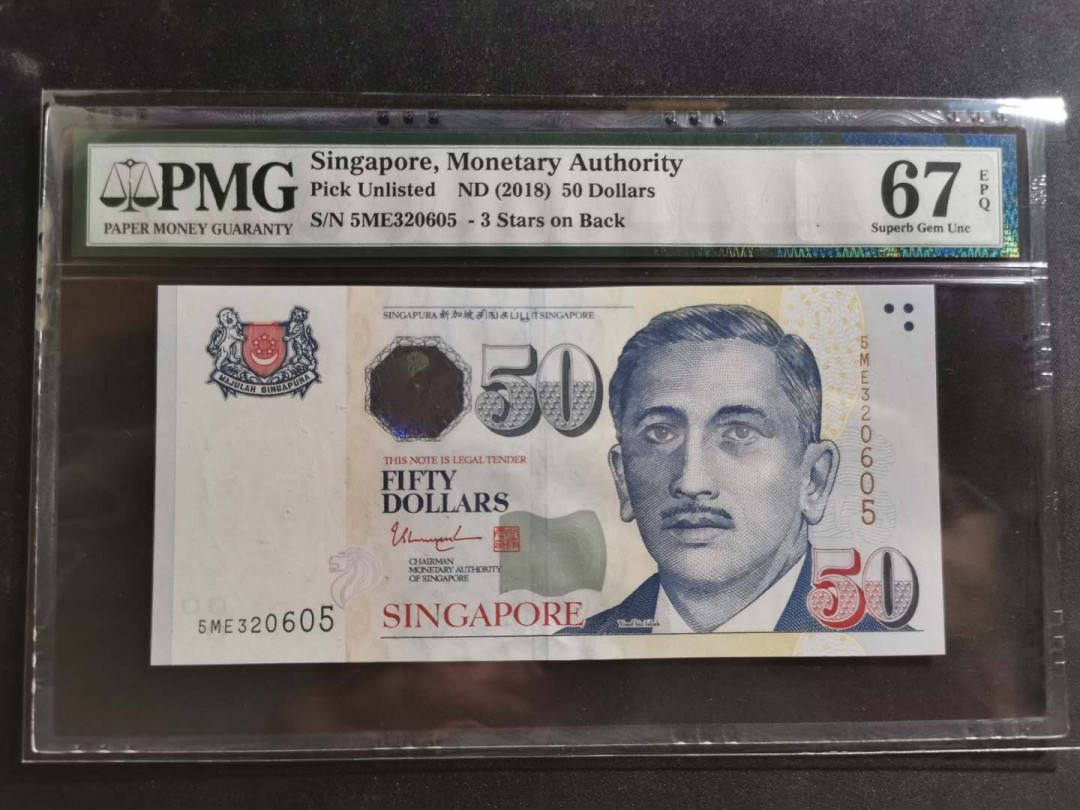 PMG
PAPER MONEY GUARANTY
Singapore, Monetary Authority
Pick Unlisted ND (2018) 50 Dollars
S/N 5ME320605 - 3 Stars on Back
67
EPQ
Superb Gem Unc
MAJULAH SINGAPURA
SINGAPURA 新加坡 சிங்கப்பூர் SINGAPORE
50
THIS NOTE IS LEGAL TENDER
FIFTY
DOLLARS
CHAIRMAN
MONETARY AUTHORITY
OF SINGAPORE
SINGAPORE
5ME320605
5ME320605
50